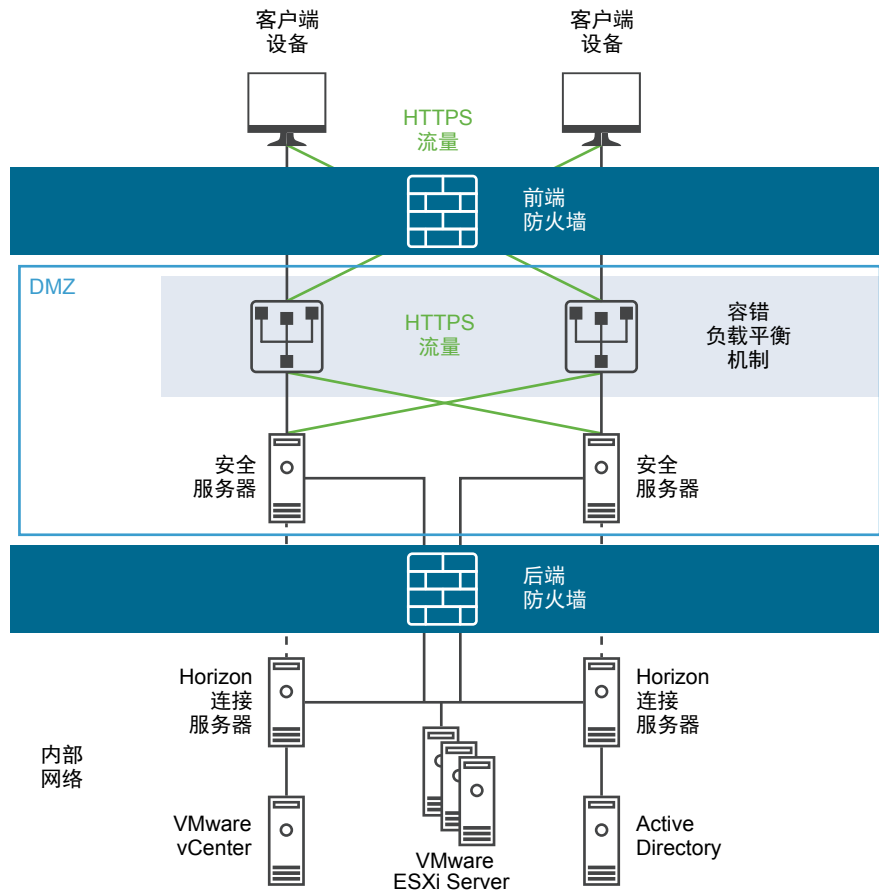 客户端
设备
客户端
设备
HTTPS
流量
前端
防火墙
DMZ
HTTPS
流量
容错
负载平衡
机制
安全
服务器
安全
服务器
后端
防火墙
Horizon
连接
服务器
Horizon
连接
服务器
内部
网络
VMware
vCenter
VMware
ESXi Server
Active
Directory